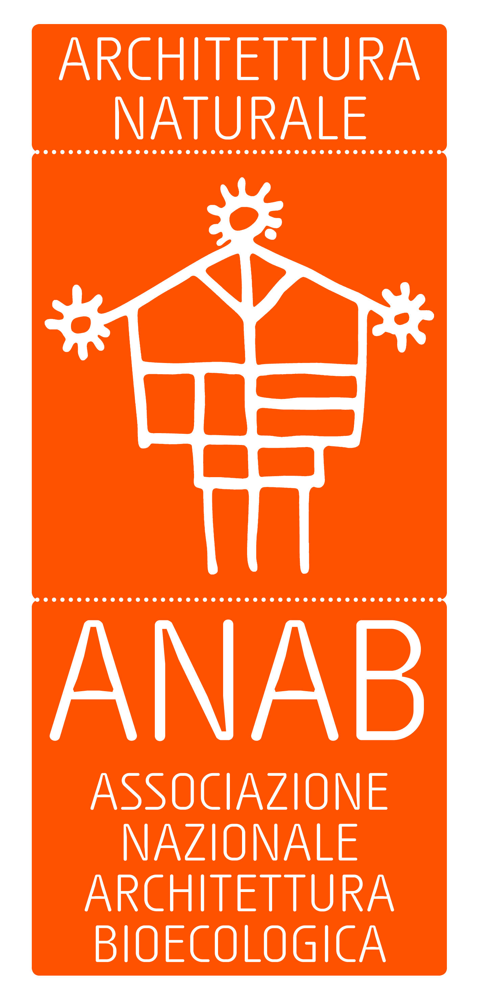 ARCHITETTURA
NATURALE
ANAB
ASSOCIAZIONE
NAZIONALE
ARCHITETTURA
BIOECOLOGICA